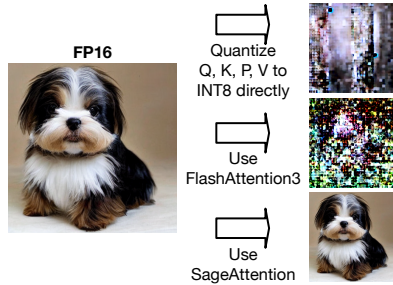 FP16
Quantize
Q, K, P, V to
INT8 directly
Use
FlashAttention3
Use
SageAttention